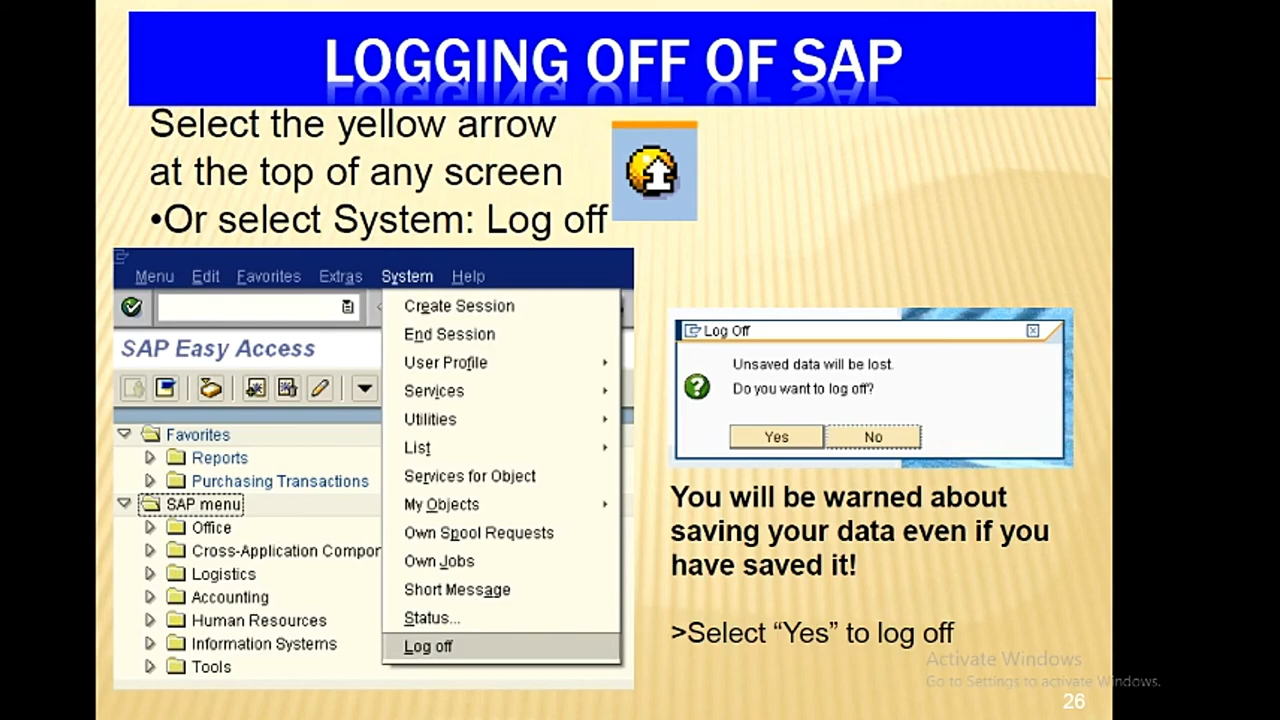 LOGGING OFF OF SAP
Select the yellow arrow
at the top of any screen
•Or select System: Log off
Menu Edit Favorites Extras System Help
Create Session
End Session
User Profile
Services
Utilities
List
Services for Object
My Objects
Own Spool Requests
Own Jobs
Short Message
Status...
Log off
SAP Easy Access
Favorites
Reports
Purchasing Transactions
SAP menu
Office
Cross-Application Compor
Logistics
Accounting
Human Resources
Information Systems
Tools
Log Off
Unsaved data will be lost.
Do you want to log off?
Yes No
You will be warned about
saving your data even if you
have saved it!
>Select “Yes” to log off
Activate Windows
Go to Settings to activate Windows.
26